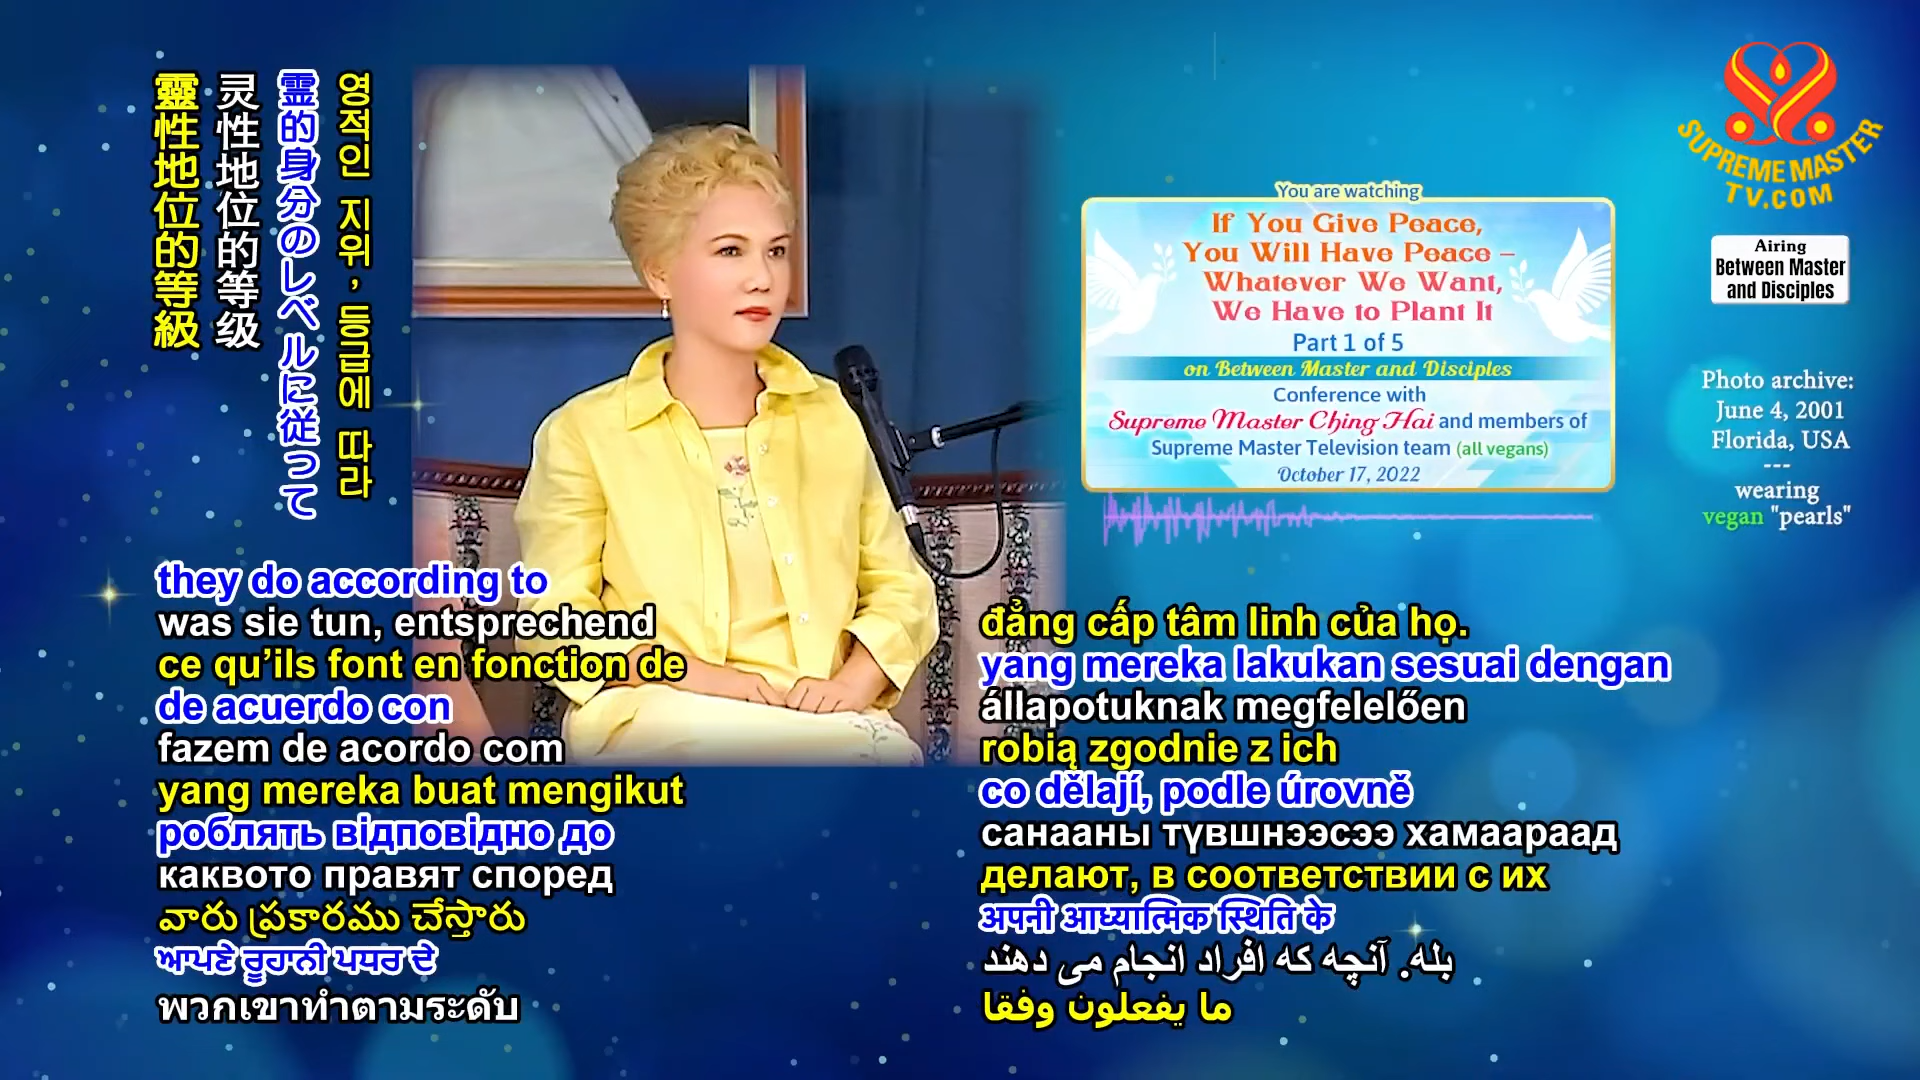 靈性地位的等級
灵性地位的等级
霊的身分のレベルに従って
영적인 지위, 등급에 따라
they do according to
was sie tun, entsprechend
ce qu’ils font en fonction de
de acuerdo con
fazem de acordo com
yang mereka buat mengikut
роблять відповідно до
каквото правят според
వారు ప్రకారము చేస్తారు
ਆਪਣੇ ਰੂਹਾਨੀ ਪਧਰ ਦੇ
พวกเขาทำตามระดับ
đẳng cấp tâm linh của họ.
yang mereka lakukan sesuai dengan
állapotuknak megfelelően
robią zgodnie z ich
co dělají, podle úrovně
санааны түвшнээсээ хамаараад
делают, в соответствии с их
अपनी आध्यात्मिक स्थिति के
بله. آنچه که افراد انجام می دهند
ما يفعلون وفقا
You are watching
If You Give Peace,
You Will Have Peace –
Whatever We Want,
We Have to Plant It
Part 1 of 5
on Between Master and Disciples
Conference with
Supreme Master Ching Hai and members of
Supreme Master Television team (all vegans)
October 17, 2022
SUPREME MASTER
TV.COM
Airing
Between Master
and Disciples
Photo archive:
June 4, 2001
Florida, USA
---
wearing
vegan "pearls"